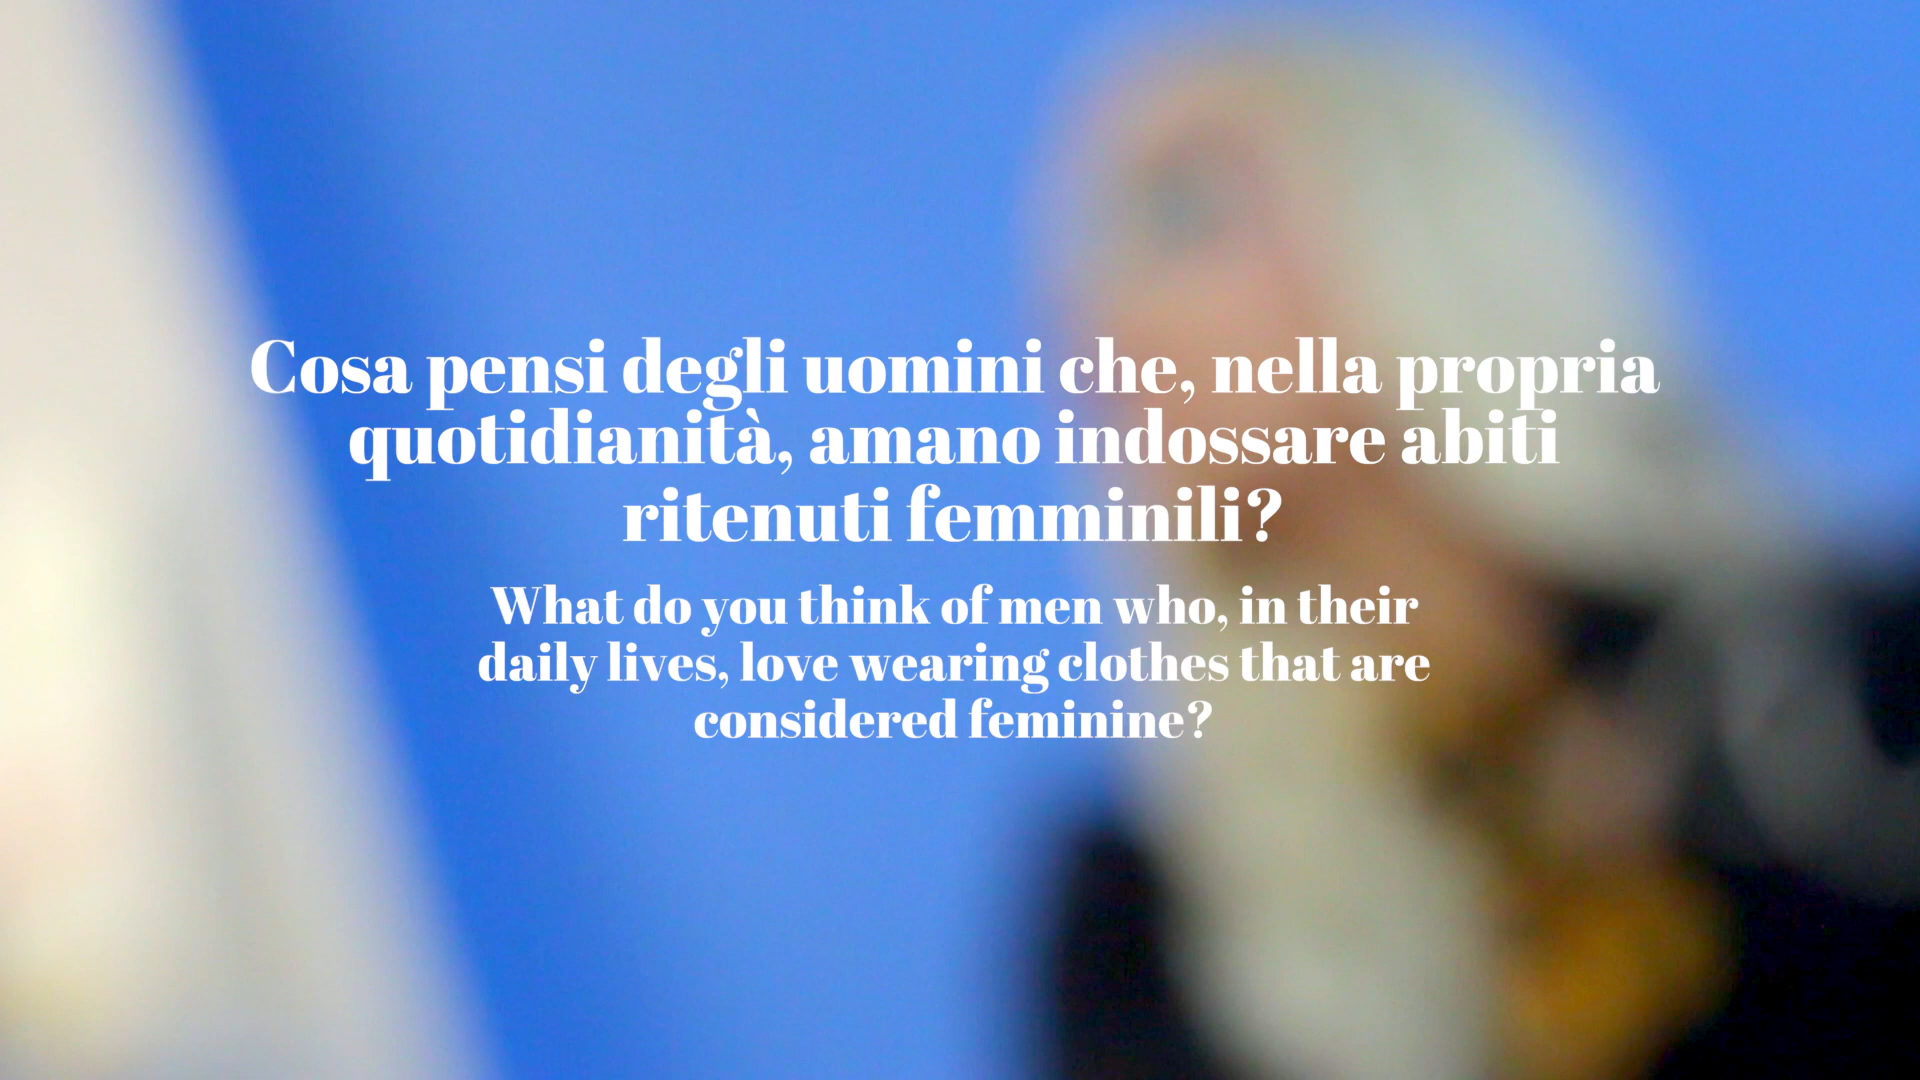 Cosa pensi degli uomini che, nella propria
quotidianità, amano indossare abiti
ritenuti femminili?
What do you think of men who, in their
daily lives, love wearing clothes that are
considered feminine?